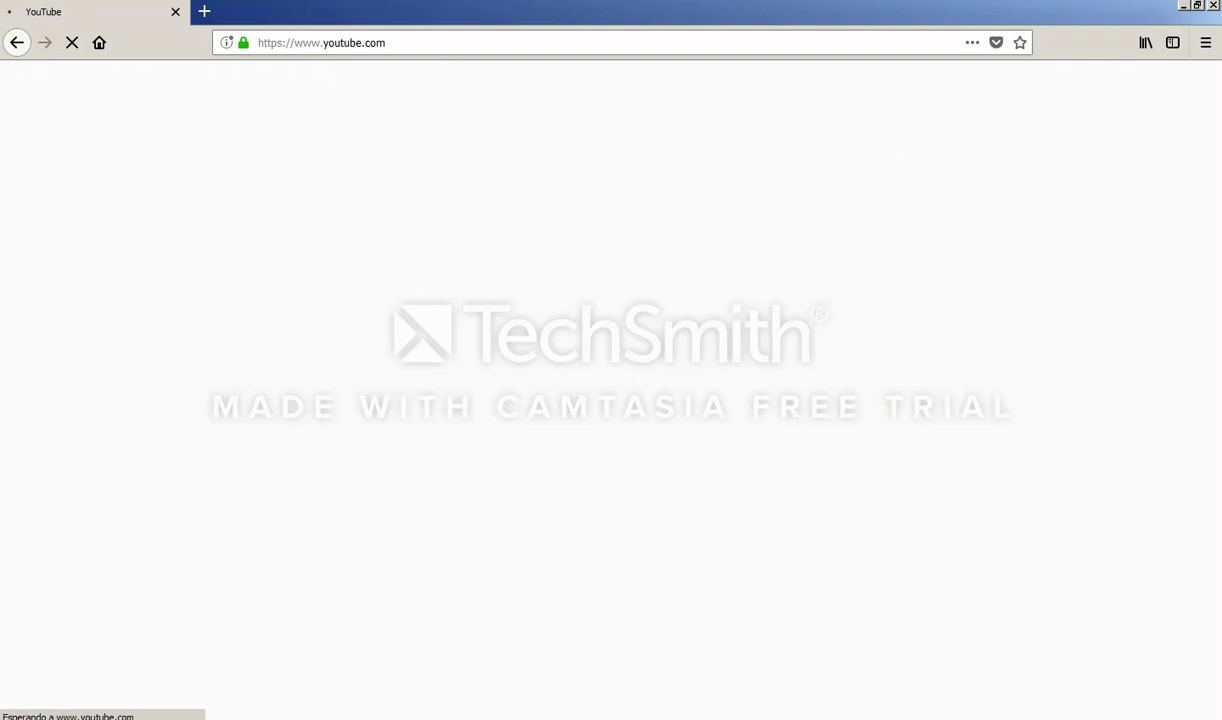 YouTube
https://www.youtube.com
TechSmith®
MADE WITH CAMTASIA FREE TRIAL
Esperando a www.youtube.com